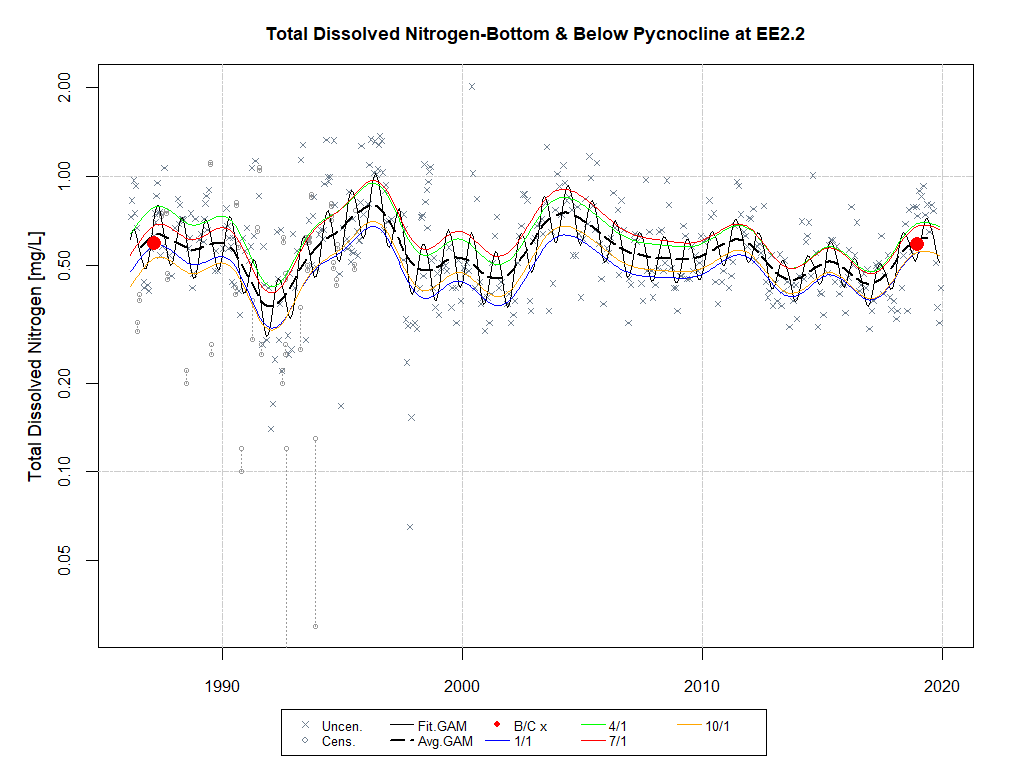 Total Dissolved Nitrogen-Bottom & Below Pycnocline at EE2.2
Total Dissolved Nitrogen [mg/L]
2.00
1.00
0.50
0.20
0.10
0.05
1990 2000 2010 2020
Uncen. Fit.GAM B/C x 4/1 10/1
Cens. Avg.GAM 1/1 7/1